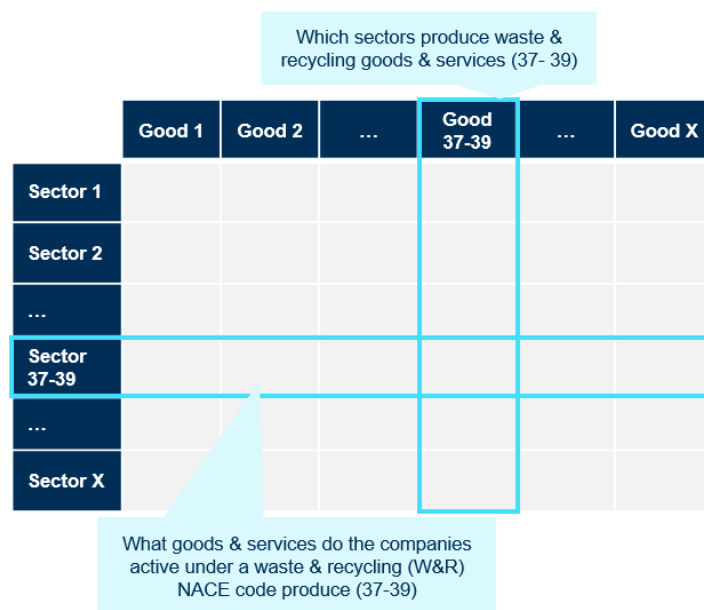 Which sectors produce waste &
recycling goods & services (37- 39)
Good 1
Good 2
...
Good
37-39
...
Good X
Sector 1
Sector 2
...
Sector
37-39
...
Sector X
What goods & services do the companies
active under a waste & recycling (W&R)
NACE code produce (37-39)